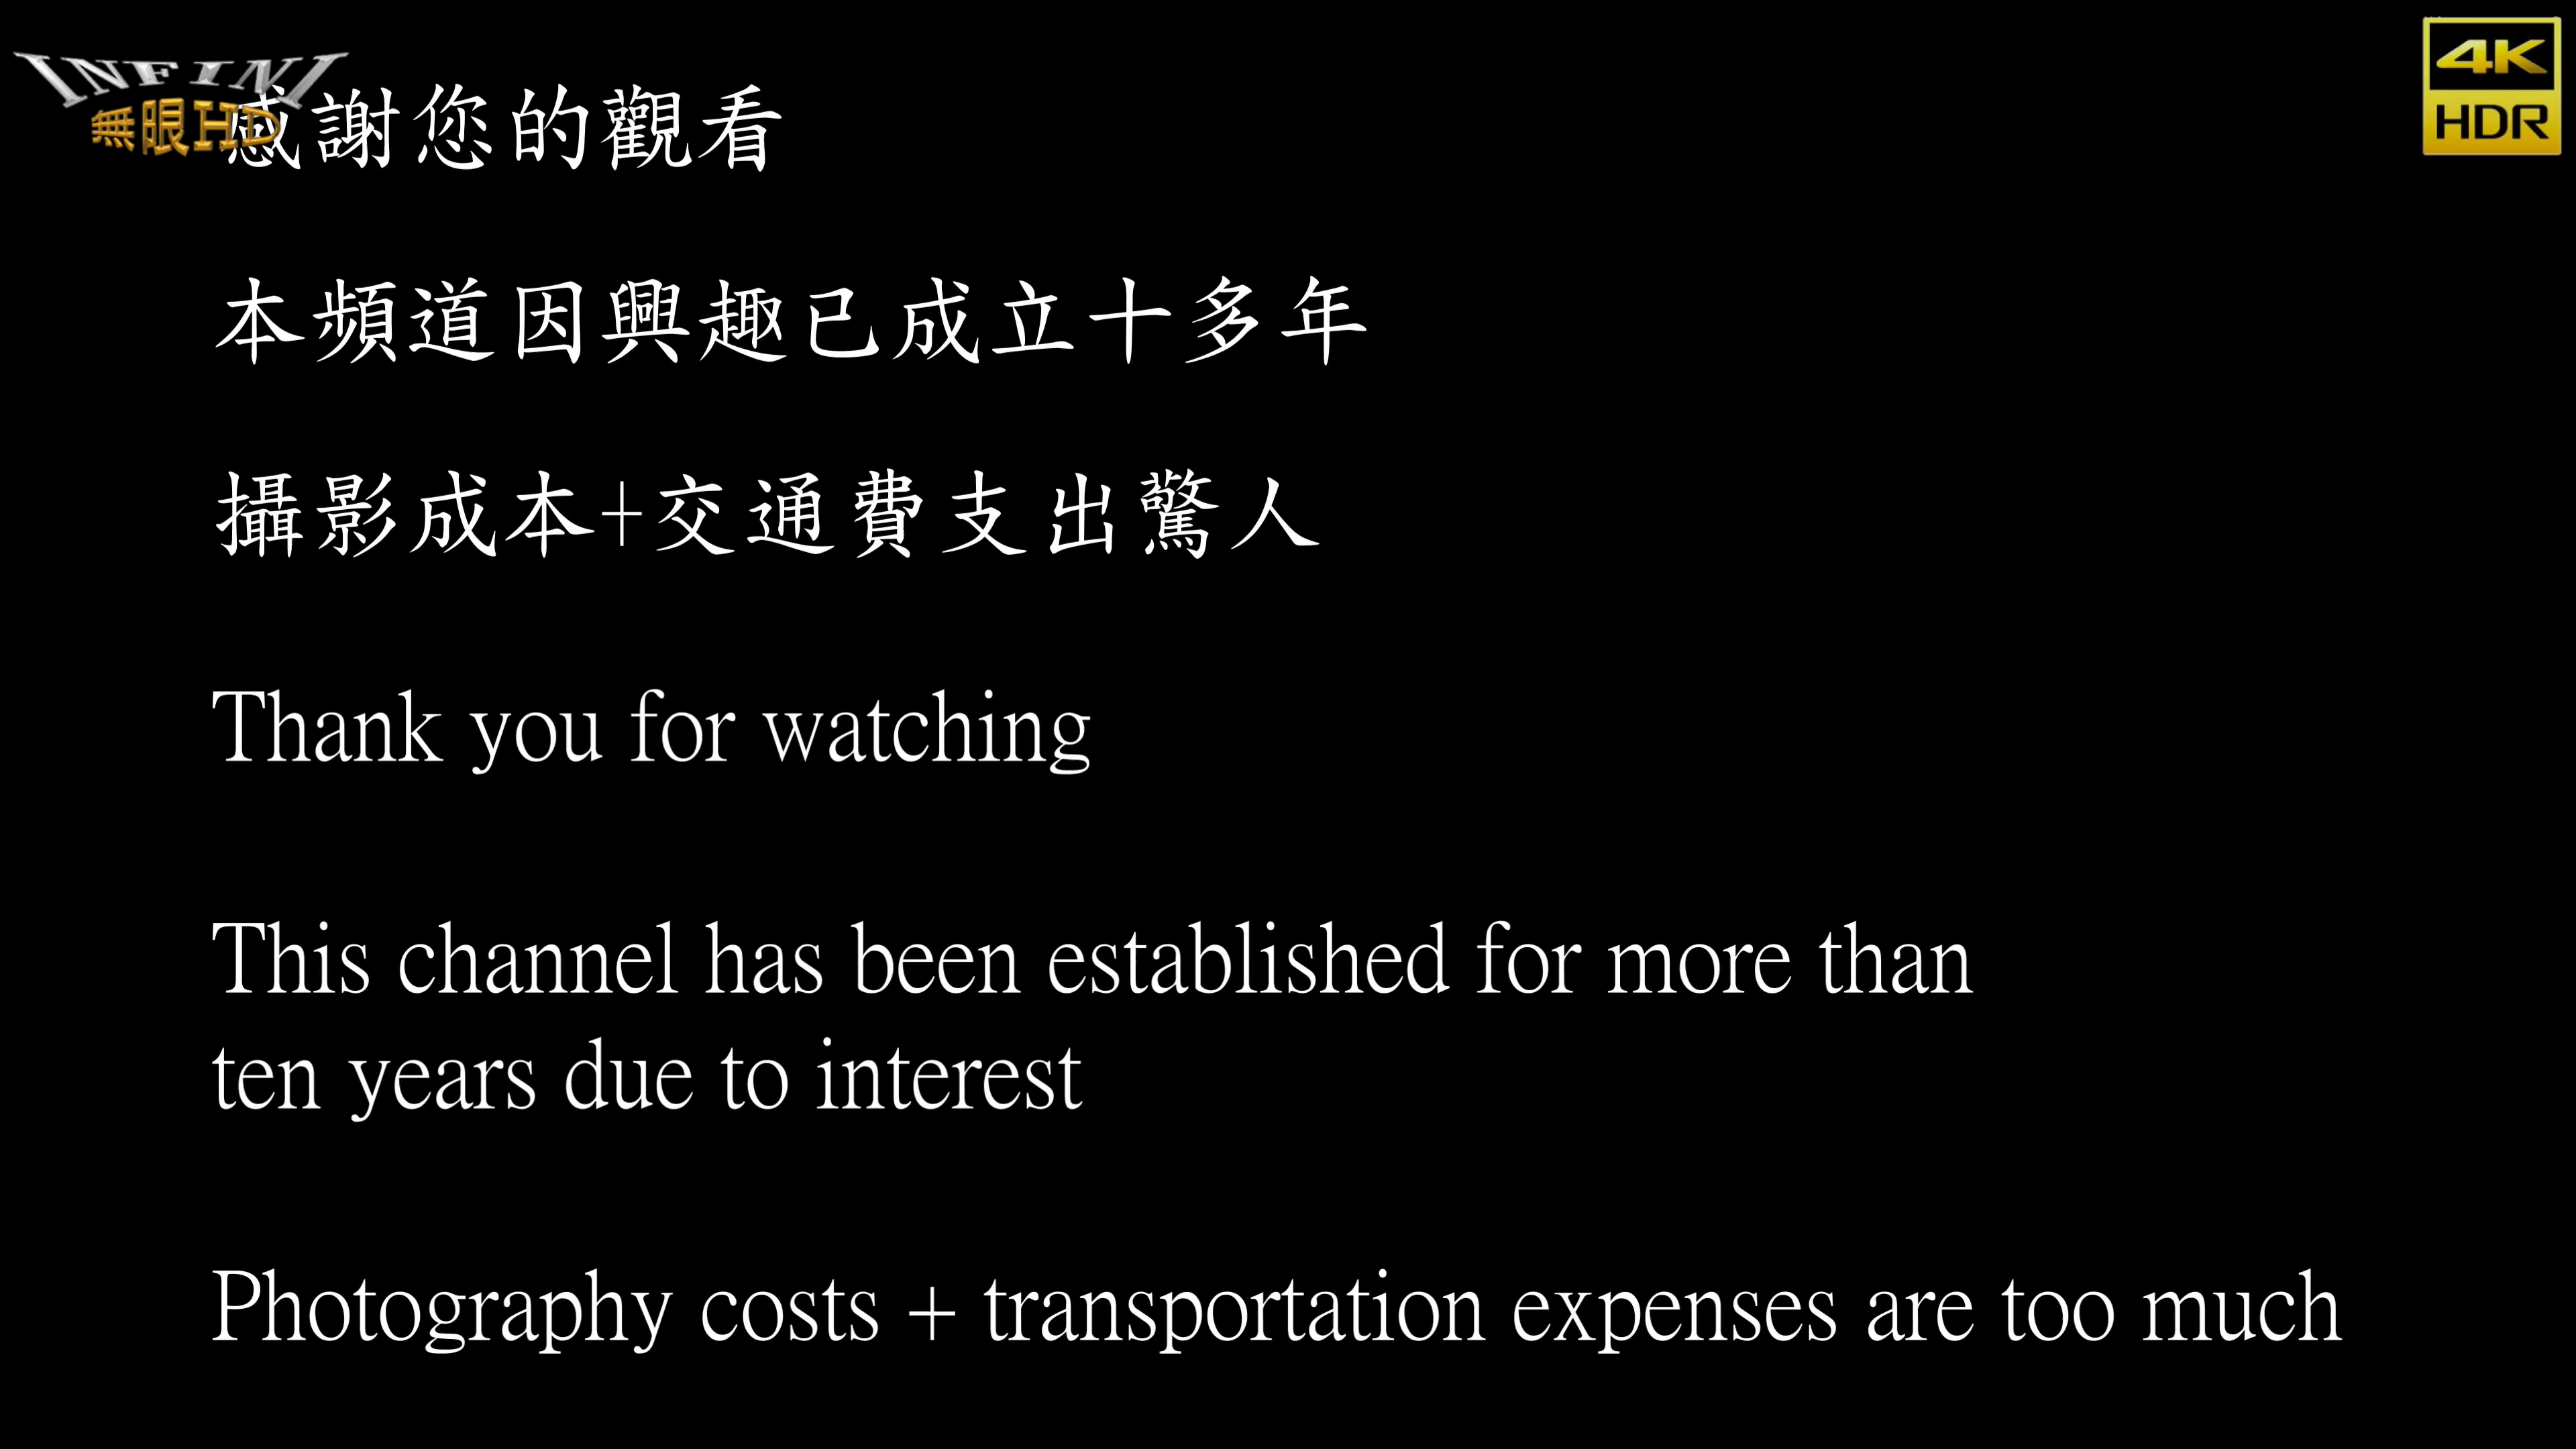 INFINI
無限HD
4K
HDR
感謝您的觀看
本頻道因興趣已成立十多年
攝影成本+交通費支出驚人
Thank you for watching
This channel has been established for more than
ten years due to interest
Photography costs + transportation expenses are too much